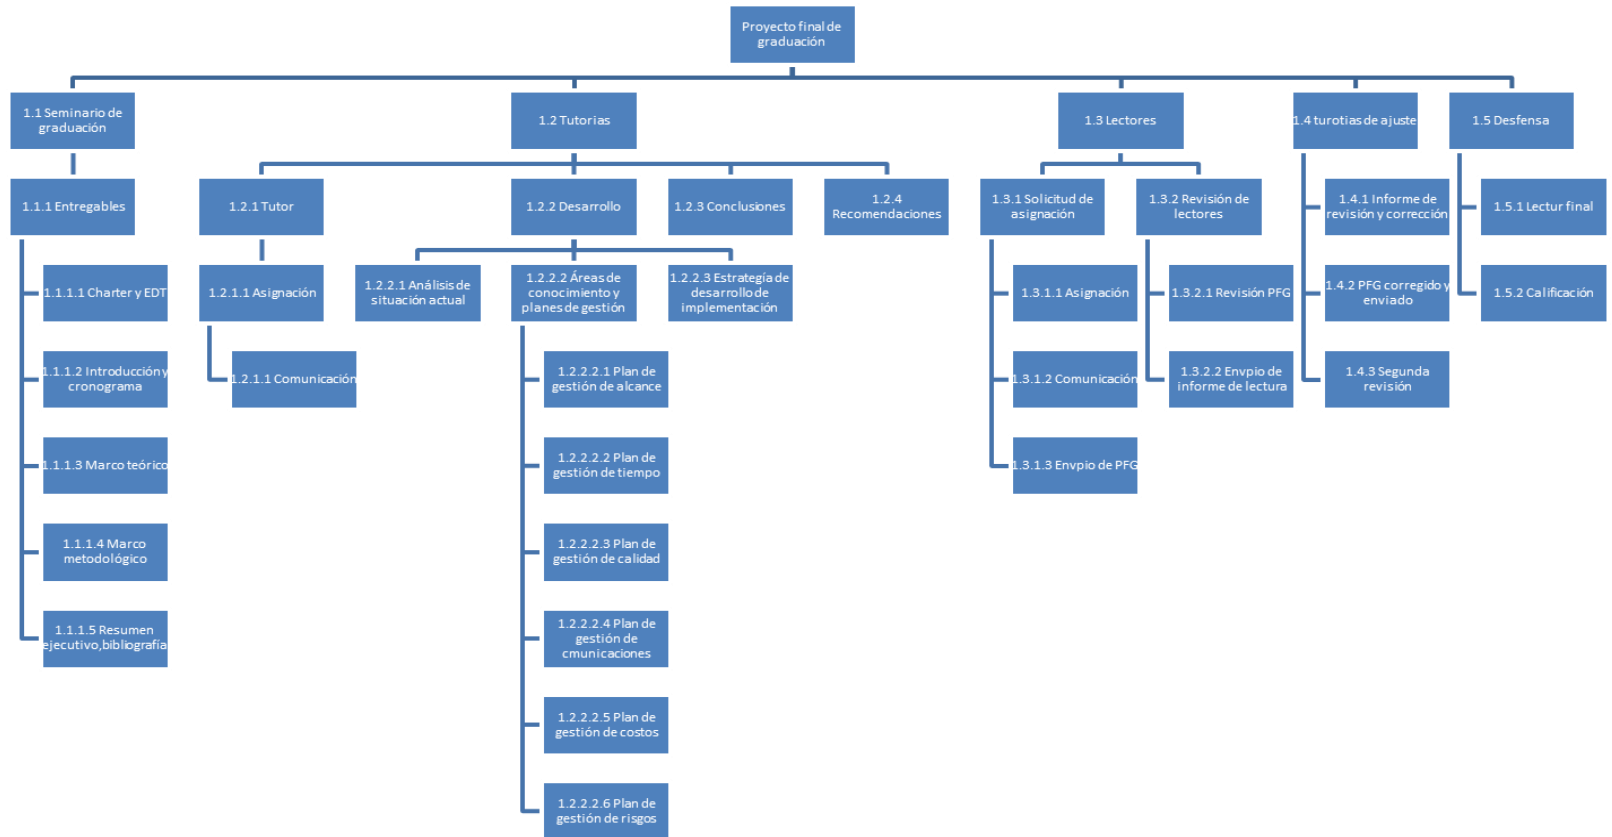 Proyecto final de
graduación
1.1 Seminario de
graduación
1.2 Tutorias
1.3 Lectores
1.4 turotias de ajuste
1.5 Desfensa
1.1.1 Entregables
1.2.1 Tutor
1.2.2 Desarrollo
1.2.3 Conclusiones
1.2.4
Recomendaciones
1.3.1 Solicitud de
asignación
1.3.2 Revisión de
lectores
1.4.1 Informe de
revisión y corrección
1.5.1 Lectur final
1.1.1.1 Charter y EDT
1.2.1.1 Asignación
1.2.2.1 Análisis de
situación actual
1.2.2.2 Áreas de
conocimiento y
planes de gestión
1.2.2.3 Estrategía de
desarrollo de
implementación
1.3.1.1 Asignación
1.3.2.1 Revisión PFG
1.4.2 PFG corregido y
enviado
1.5.2 Calificación
1.1.1.2 Introducción y
cronograma
1.2.1.1 Comunicación
1.2.2.2.1 Plan de
gestión de alcance
1.3.1.2 Comunicación
1.3.2.2 Envpio de
informe de lectura
1.4.3 Segunda
revisión
1.1.1.3 Marco teórico
1.2.2.2.2 Plan de
gestión de tiempo
1.3.1.3 Envpio de PFG
1.1.1.4 Marco
metodológico
1.2.2.2.3 Plan de
gestión de calidad
1.1.1.5 Resumen
ejecutivo,bibliografía
1.2.2.2.4 Plan de
gestión de
cmunicaciones
1.2.2.2.5 Plan de
gestión de costos
1.2.2.2.6 Plan de
gestión de risgos